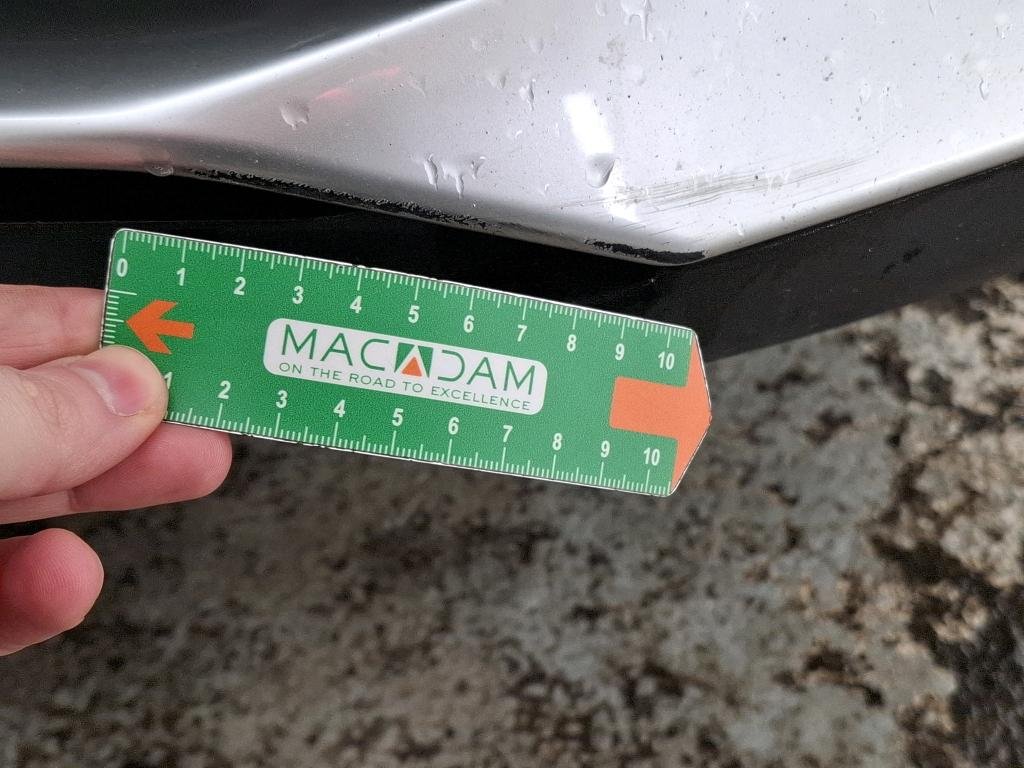 0 1 2 3 4 5 6 7 8 9 10
MACADAM
ON THE ROAD TO EXCELLENCE
1 2 3 4 5 6 7 8 9 10